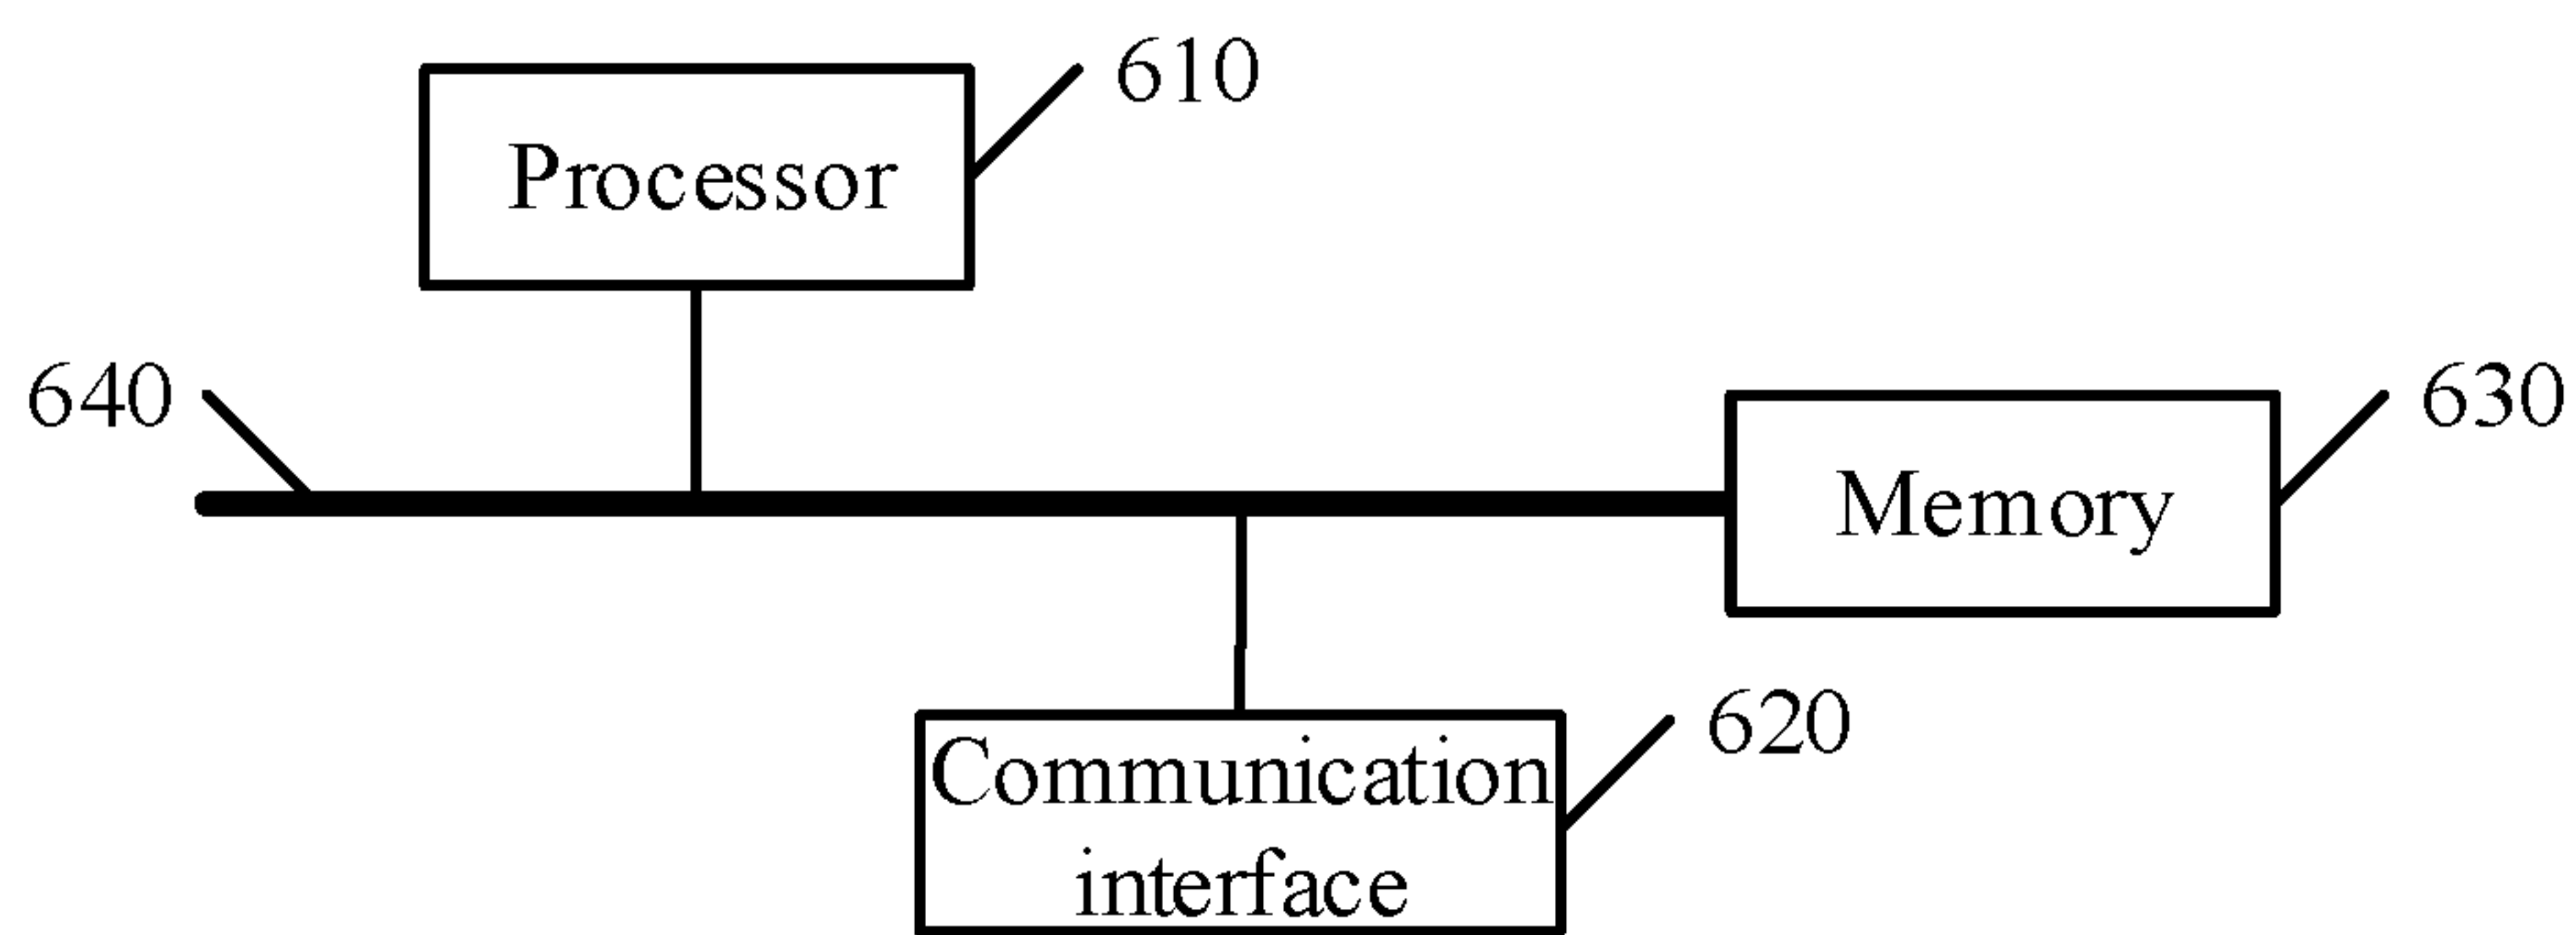 610
Processor
640
630
Memory
620
Communication
interface